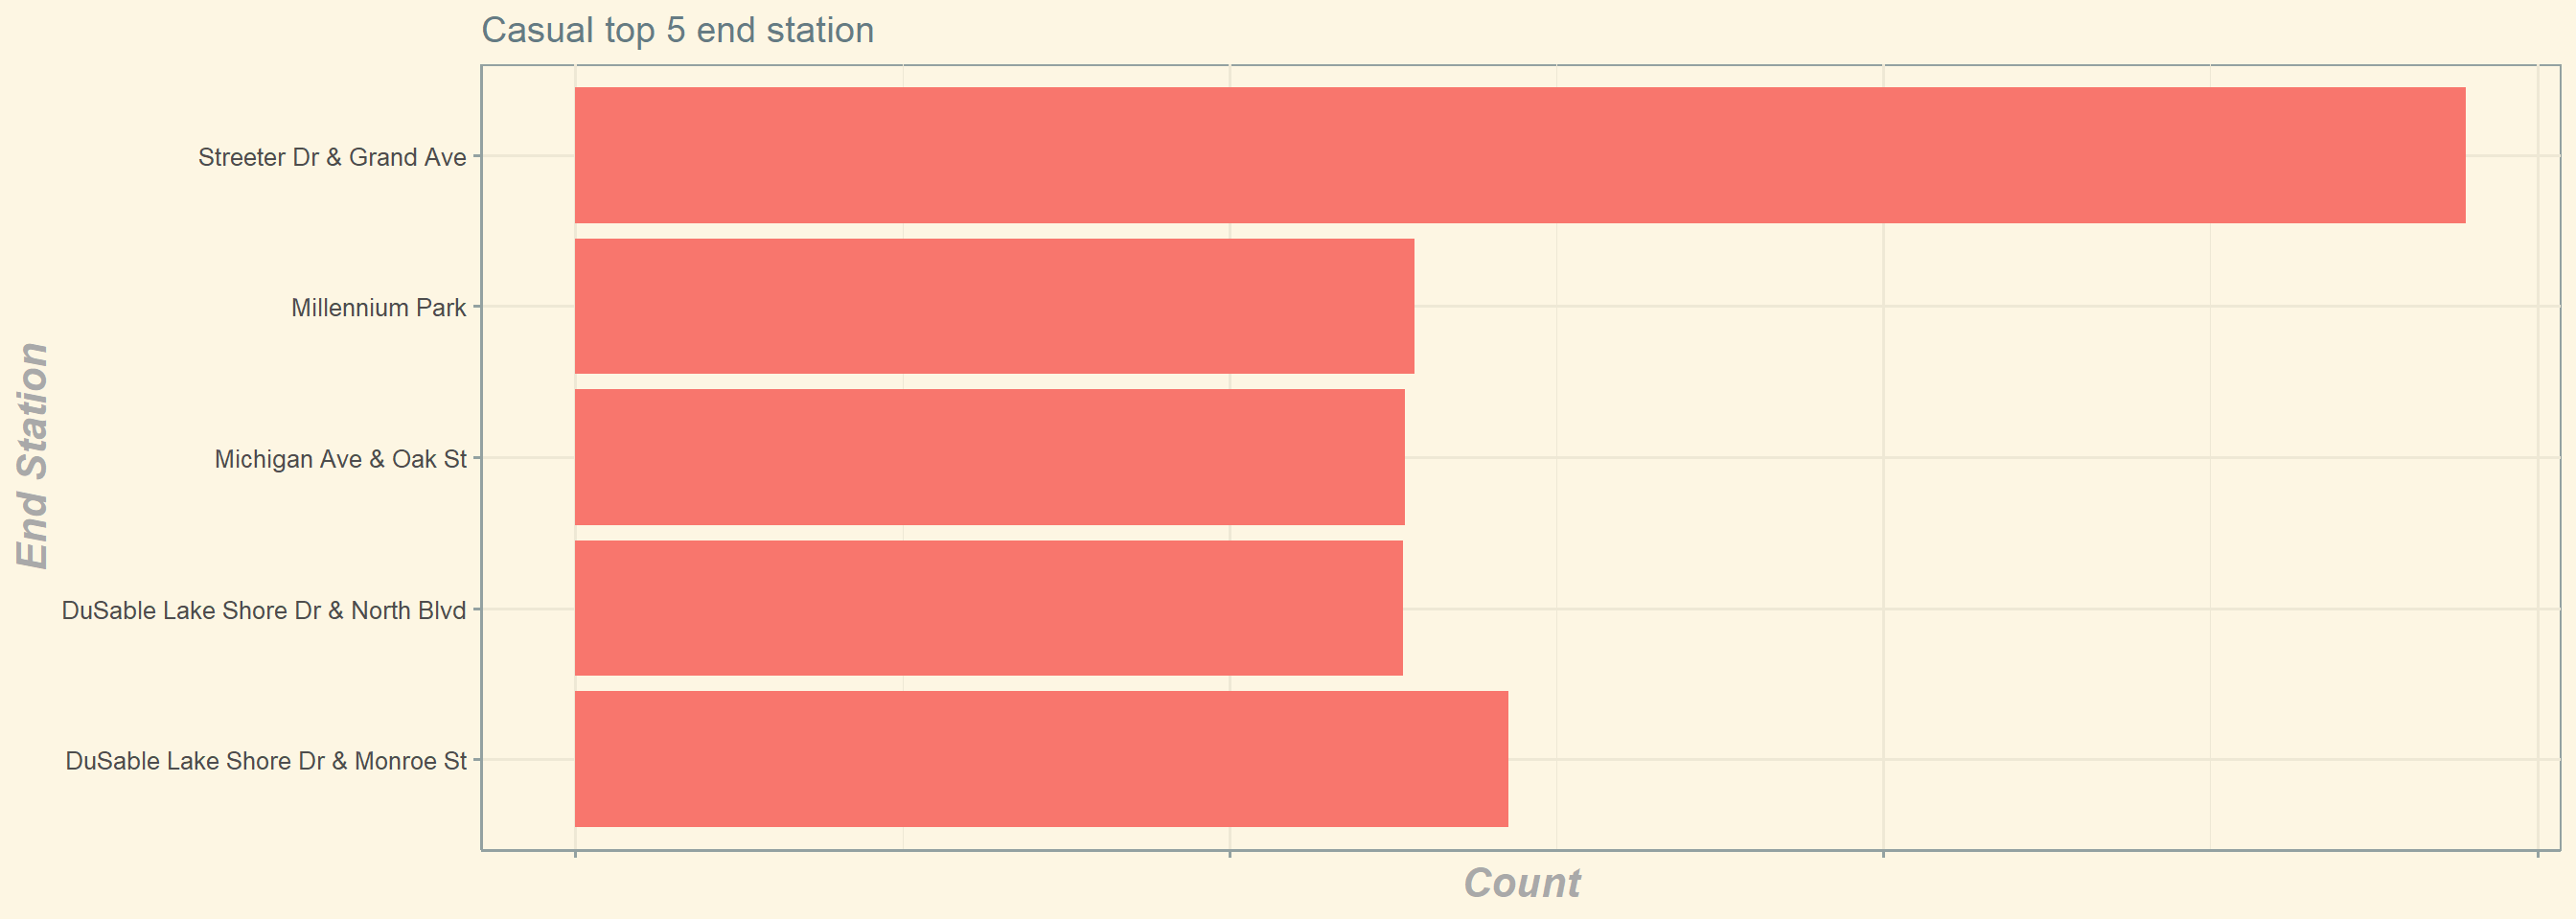 Casual top 5 end station
End Station
Streeter Dr & Grand Ave
Millennium Park
Michigan Ave & Oak St
DuSable Lake Shore Dr & North Blvd
DuSable Lake Shore Dr & Monroe St
Count